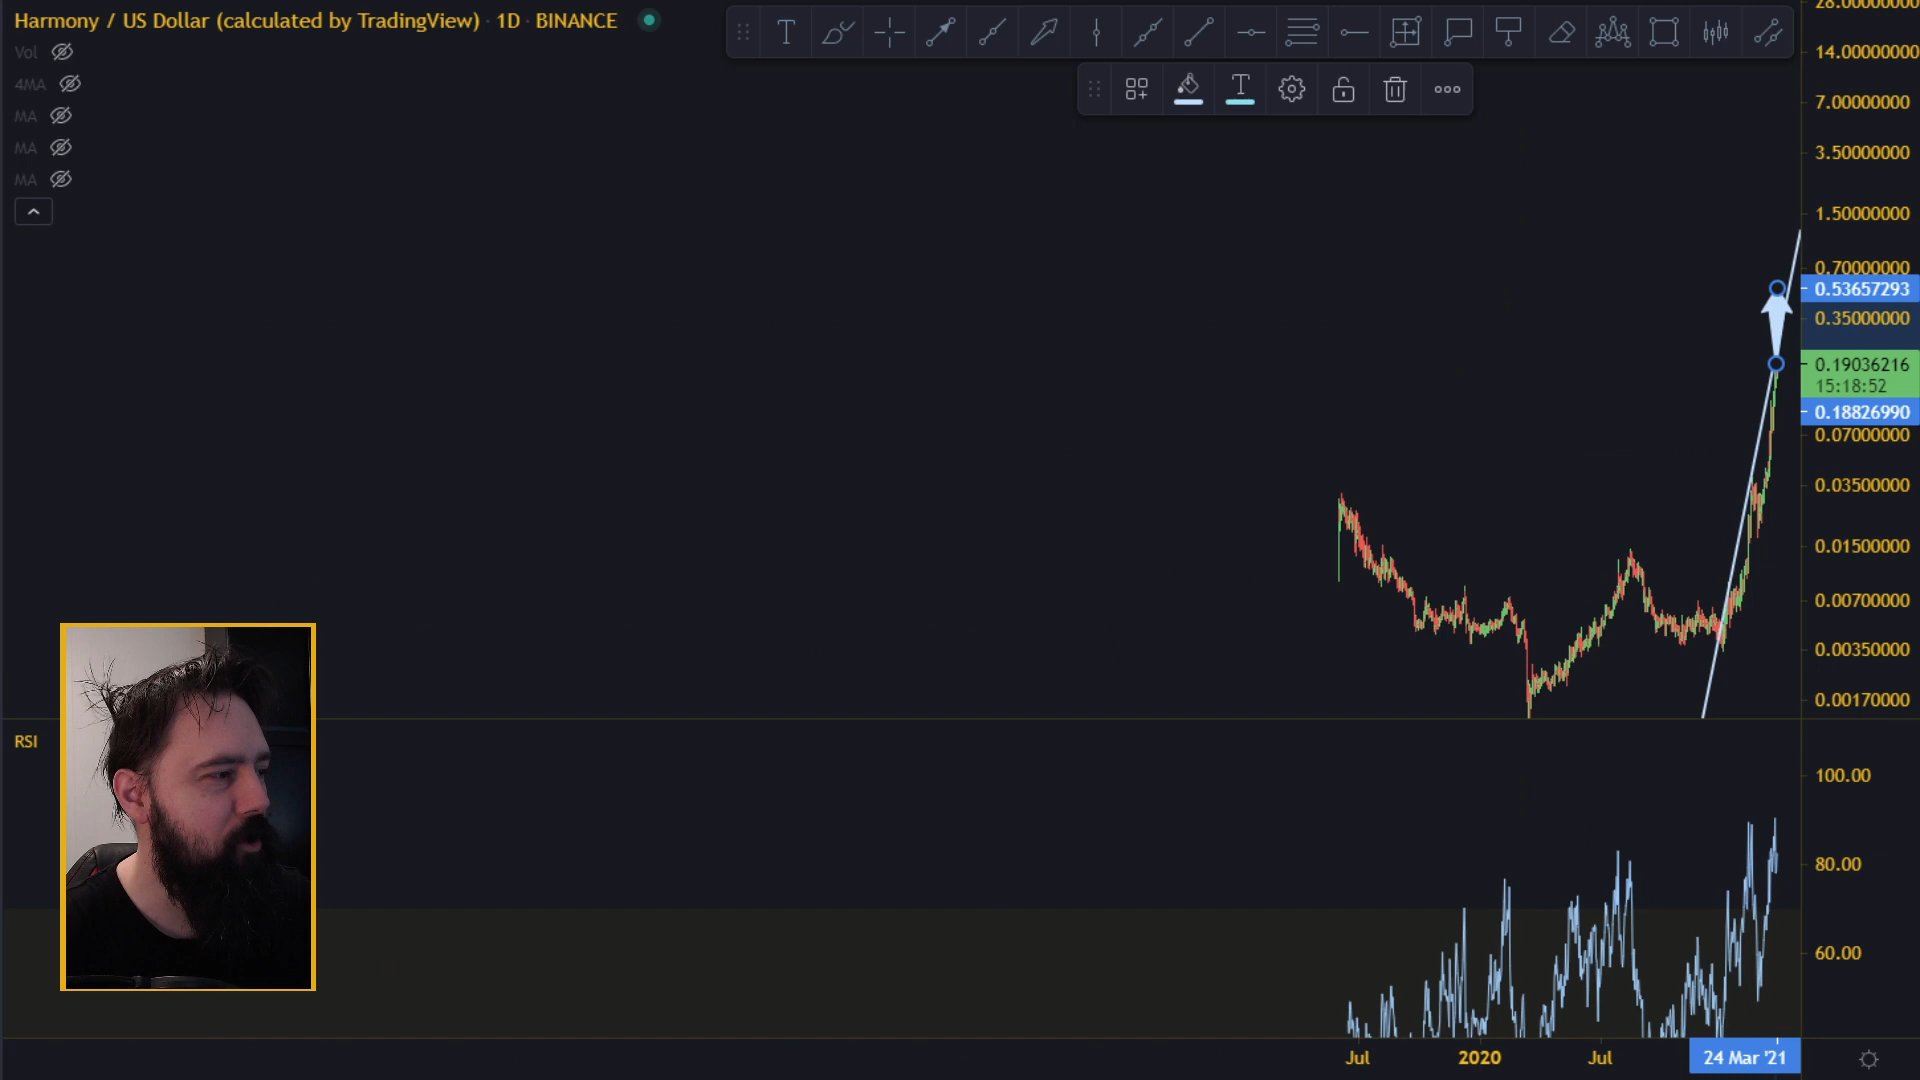 Harmony / US Dollar (calculated by TradingView) · 1D · BINANCE
Vol
4MA
MA
MA
MA
28.00000000
14.00000000
7.00000000
3.50000000
1.50000000
0.70000000
0.53657293
0.35000000
0.19036216
15:18:52
0.18826990
0.07000000
0.03500000
0.01500000
0.00700000
0.00350000
0.00170000
RSI
100.00
80.00
60.00
Jul
2020
Jul
24 Mar '21